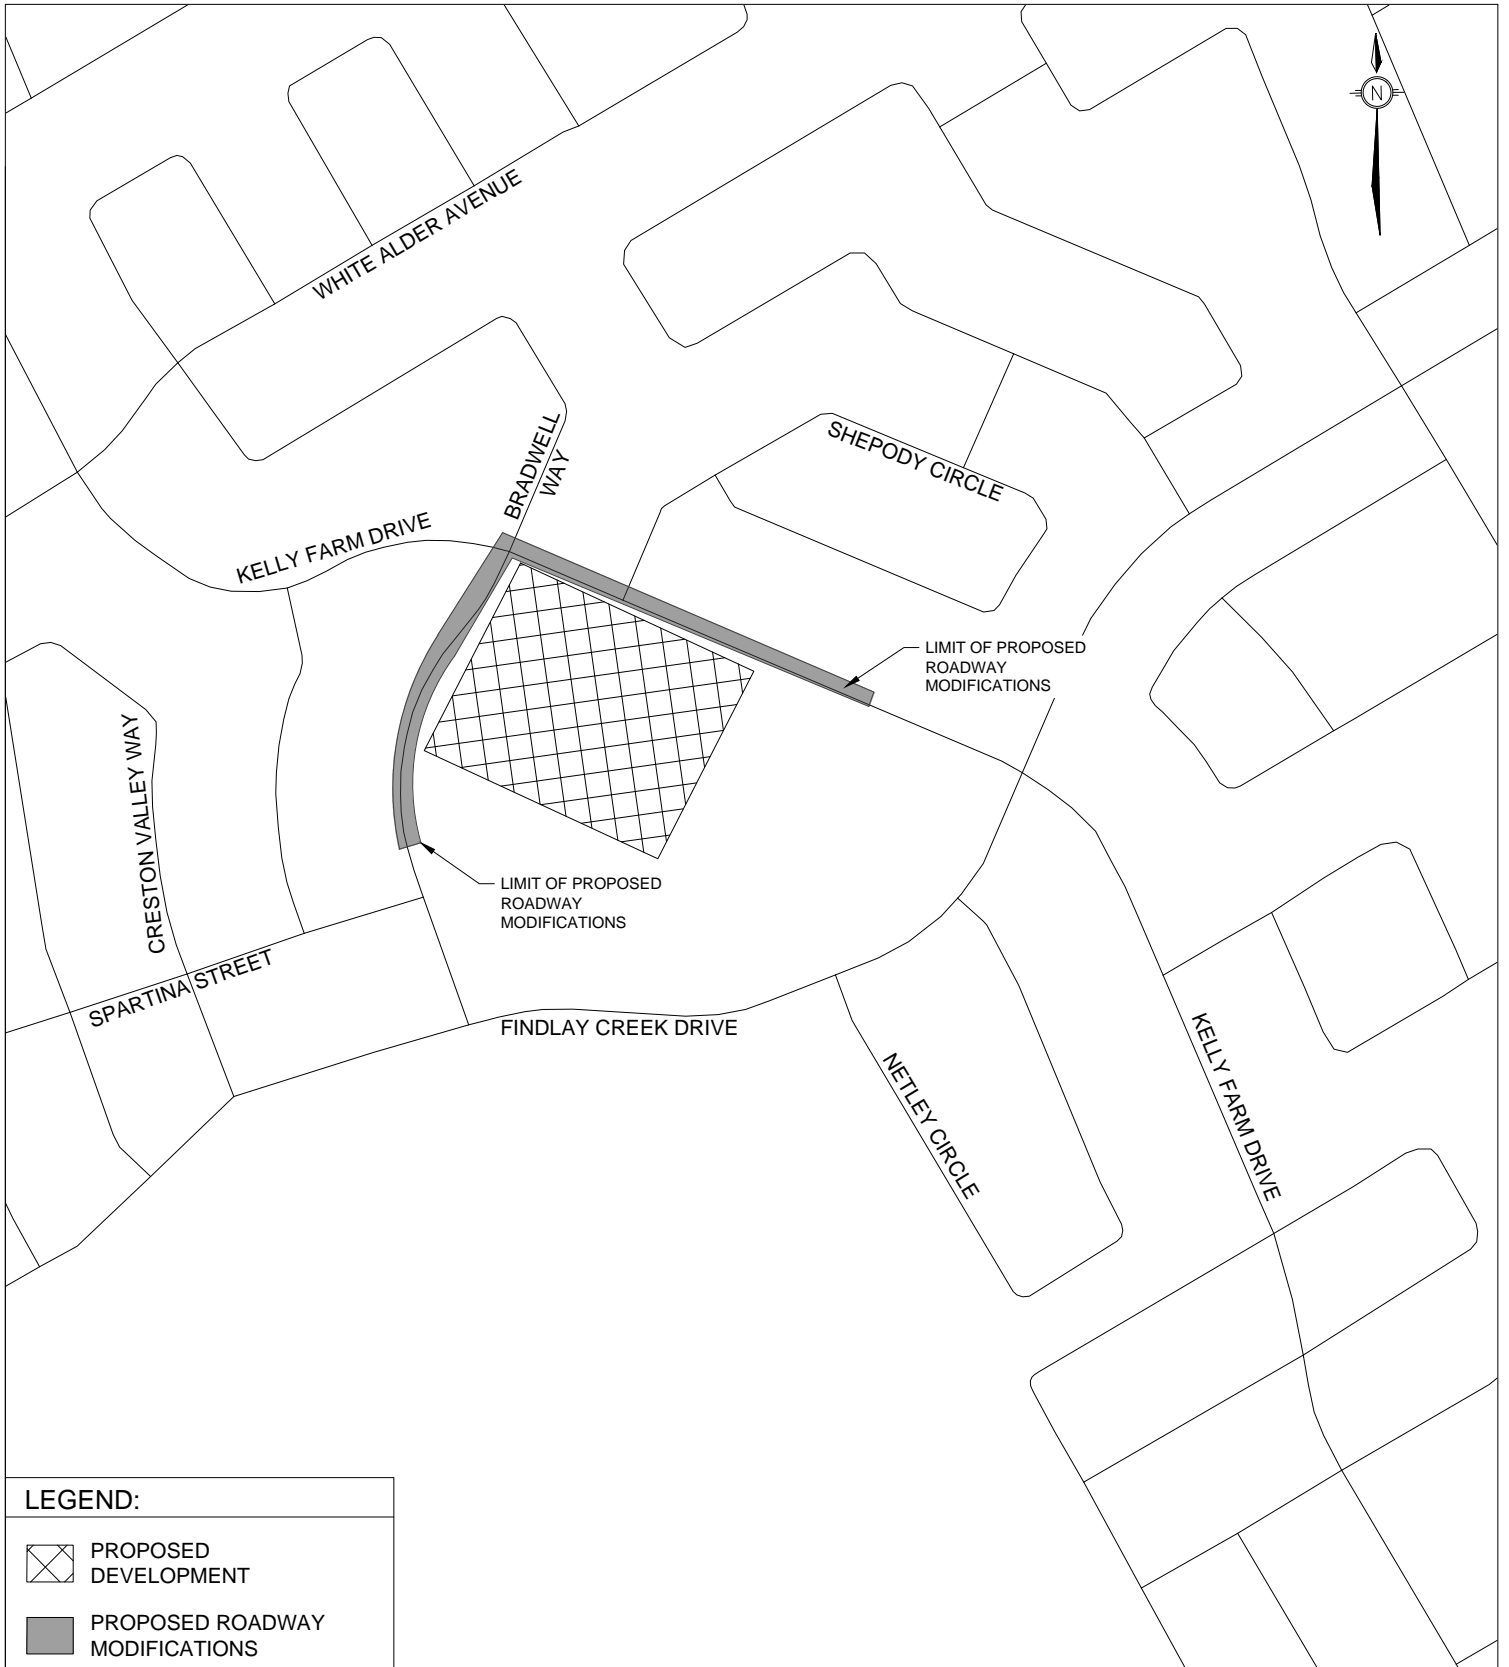 N
WHITE ALDER AVENUE
BRADWELL
WAY
SHEPODY CIRCLE
KELLY FARM DRIVE
LIMIT OF PROPOSED
ROADWAY
MODIFICATIONS
CRESTON VALLEY WAY
LIMIT OF PROPOSED
ROADWAY
MODIFICATIONS
SPARTINA STREET
FINDLAY CREEK DRIVE
NETLEY CIRCLE
KELLY FARM DRIVE
LEGEND:
PROPOSED
DEVELOPMENT
PROPOSED ROADWAY
MODIFICATIONS